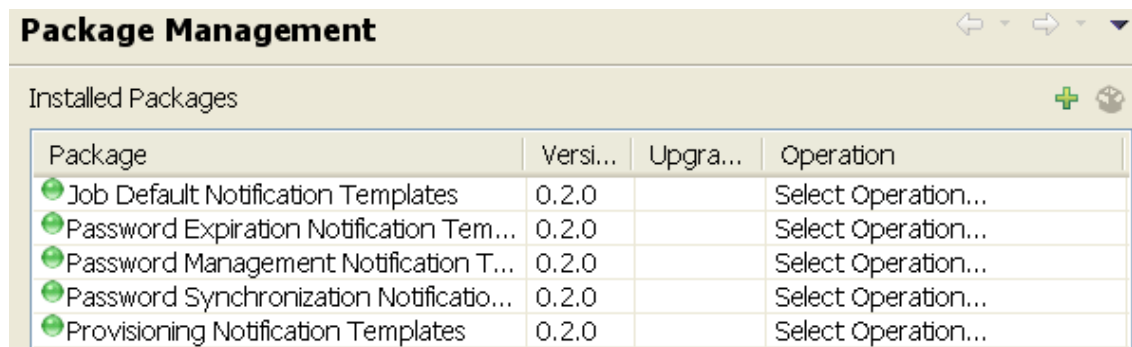 Package Management
Installed Packages
Package Versi... Upgra... Operation
Job Default Notification Templates 0.2.0 Select Operation...
Password Expiration Notification Tem... 0.2.0 Select Operation...
Password Management Notification T... 0.2.0 Select Operation...
Password Synchronization Notificatio... 0.2.0 Select Operation...
Provisioning Notification Templates 0.2.0 Select Operation...